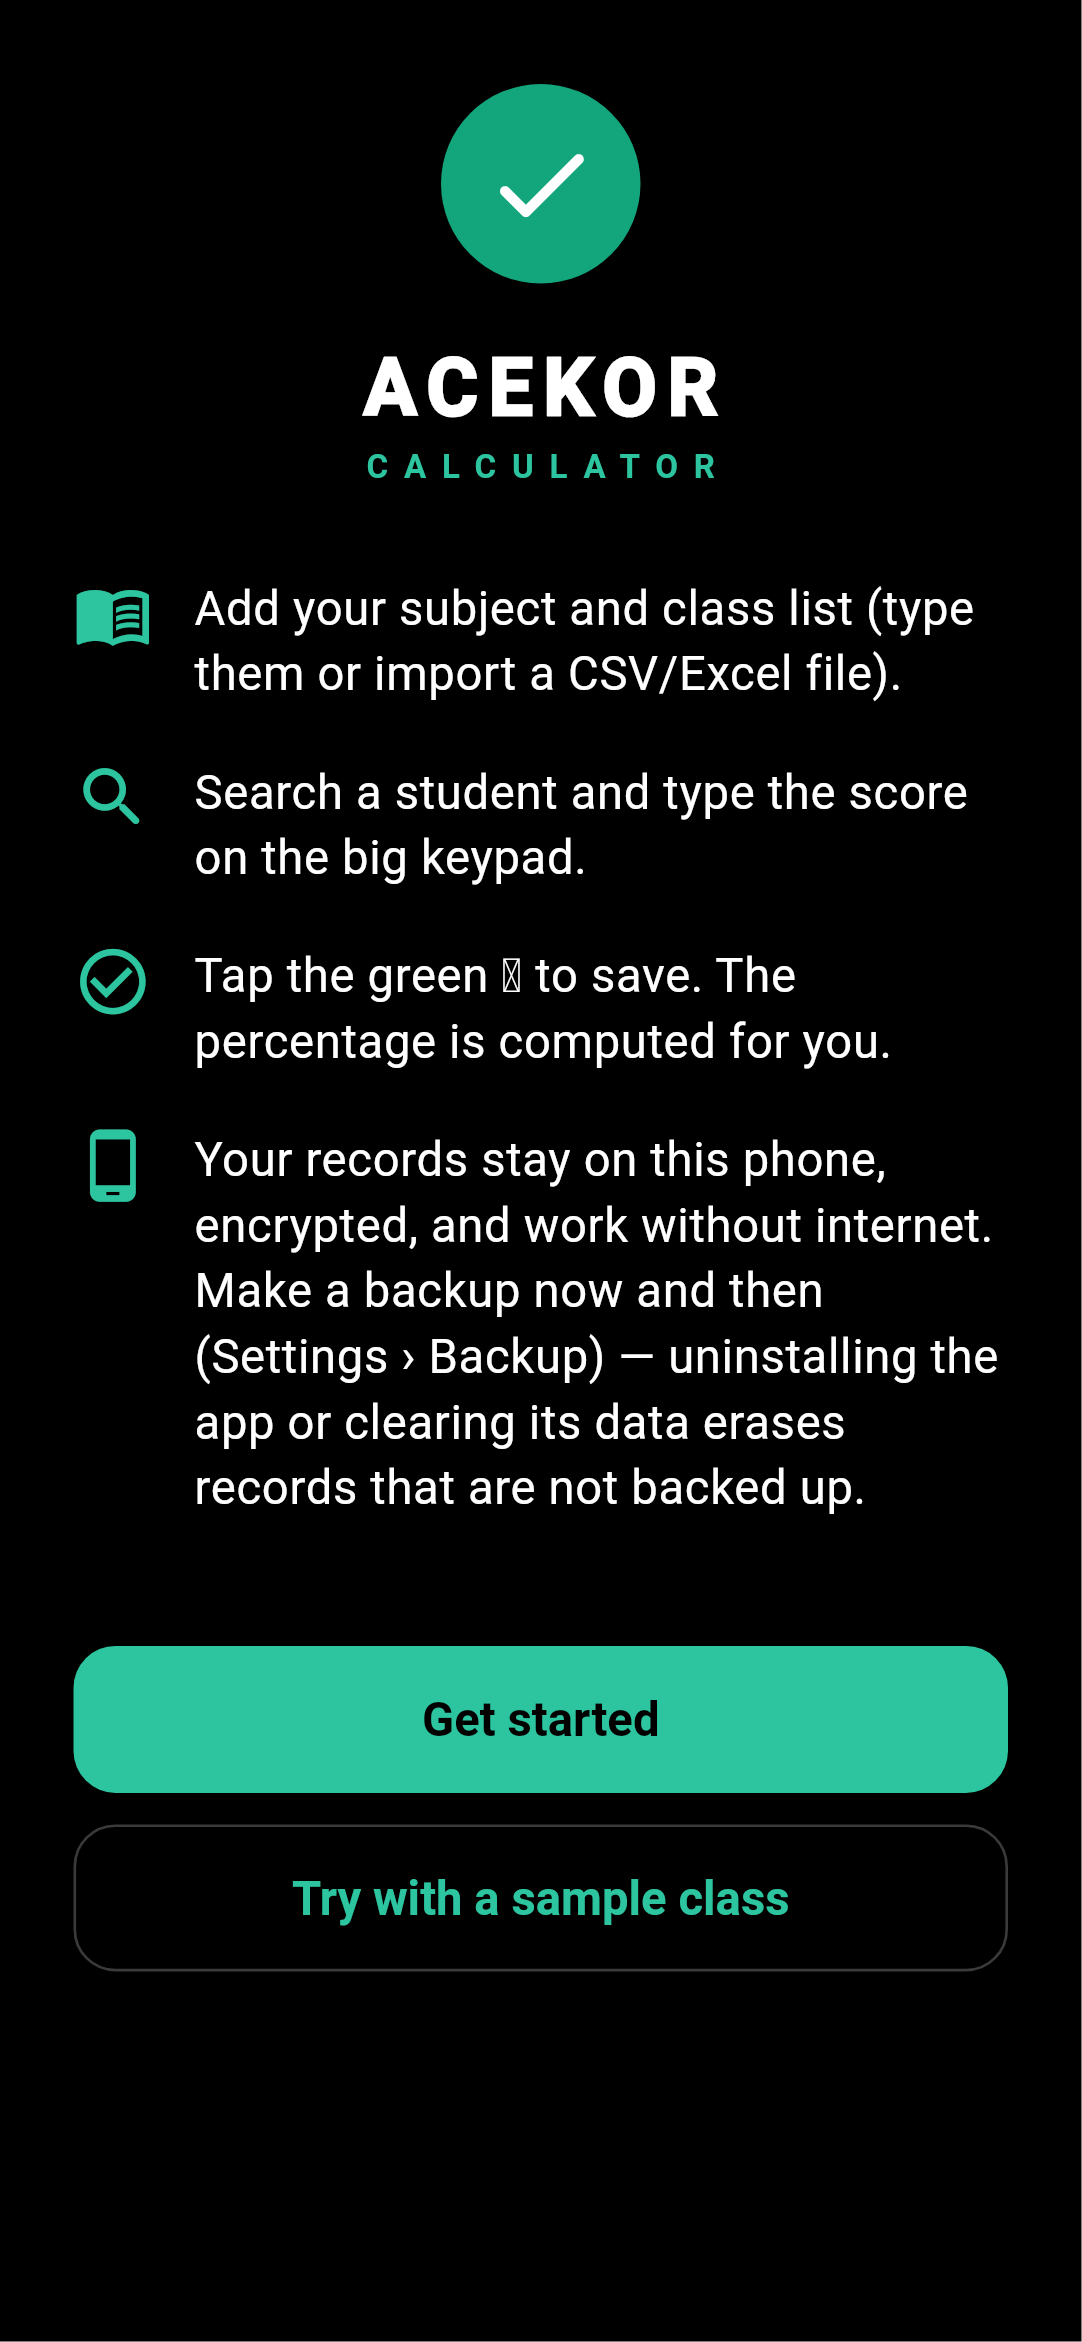 ACEKOR
CALCULATOR
Add your subject and class list (type
them or import a CSV/Excel file).
Search a student and type the score
on the big keypad.
Tap the green to save. The
percentage is computed for you.
Your records stay on this phone,
encrypted, and work without internet.
Make a backup now and then
(Settings › Backup) — uninstalling the
app or clearing its data erases
records that are not backed up.
Get started
Try with a sample class